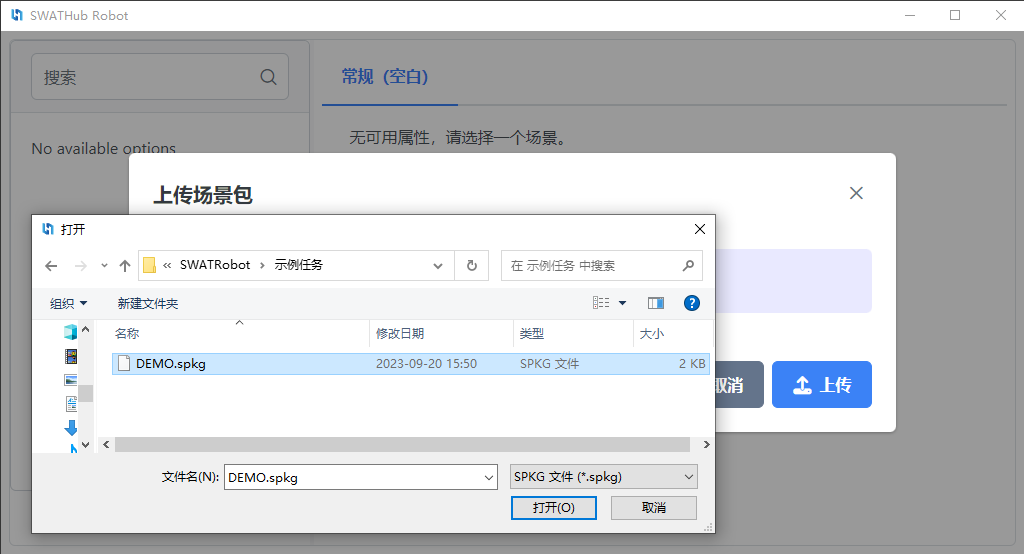 SWATHub Robot
搜索
常规（空白）
No available options
无可用属性，请选择一个场景。
上传场景包
打开
« SWATRobot › 示例任务
在 示例任务 中搜索
组织
新建文件夹
?
名称
修改日期
类型
大小
DEMO.spkg
2023-09-20 15:50
SPKG 文件
2 KB
取消
上传
文件名(N):
DEMO.spkg
SPKG 文件 (*.spkg)
打开(O)
取消